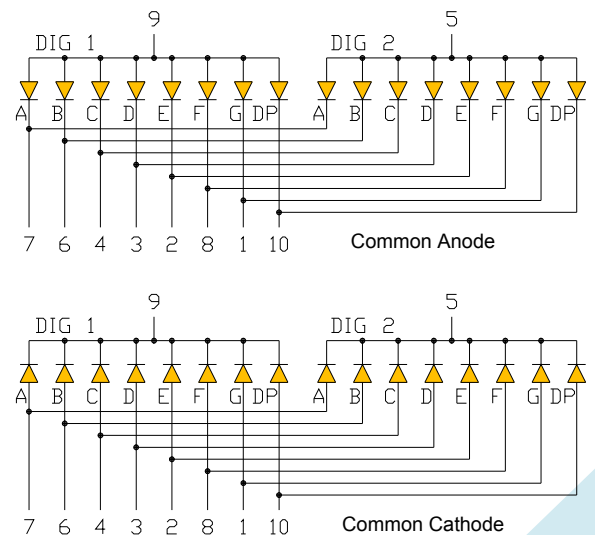 9 5
DIG 1 DIG 2
A B C D E F G DP A B C D E F G DP
7 6 4 3 2 8 1 10 Common Anode
9 5
DIG 1 DIG 2
A B C D E F G DP A B C D E F G DP
7 6 4 3 2 8 1 10 Common Cathode